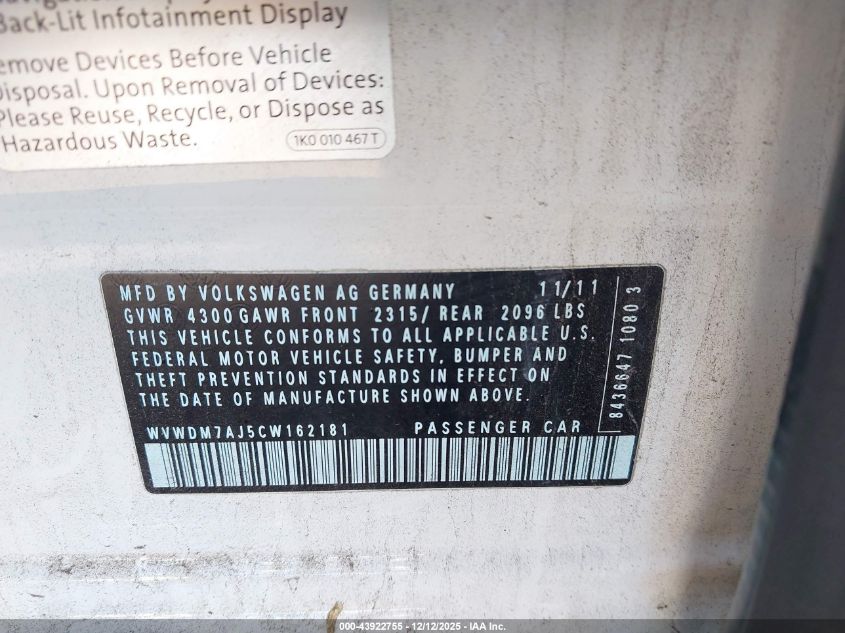 Back-Lit Infotainment Display
Remove Devices Before Vehicle
Disposal. Upon Removal of Devices:
Please Reuse, Recycle, or Dispose as
Hazardous Waste.
1K0 010 467 T
MFD BY VOLKSWAGEN AG GERMANY 11/11
GVWR 4300 GAWR FRONT 2315/ REAR 2096 LBS
THIS VEHICLE CONFORMS TO ALL APPLICABLE U.S.
FEDERAL MOTOR VEHICLE SAFETY, BUMPER AND
THEFT PREVENTION STANDARDS IN EFFECT ON
THE DATE OF MANUFACTURE SHOWN ABOVE.
WVWDM7AJ5CW162181 PASSENGER CAR
8436647 1080 3
000-43922755 - 12/12/2025 - IAA Inc.